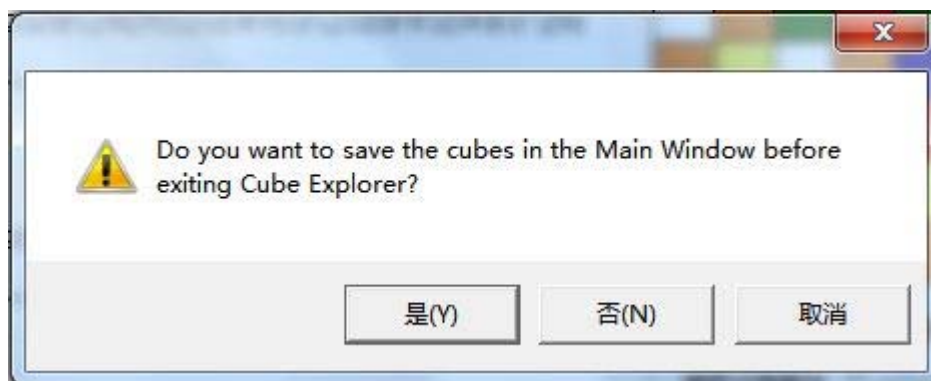 Do you want to save the cubes in the Main Window before
exiting Cube Explorer?
是(Y)
否(N)
取消